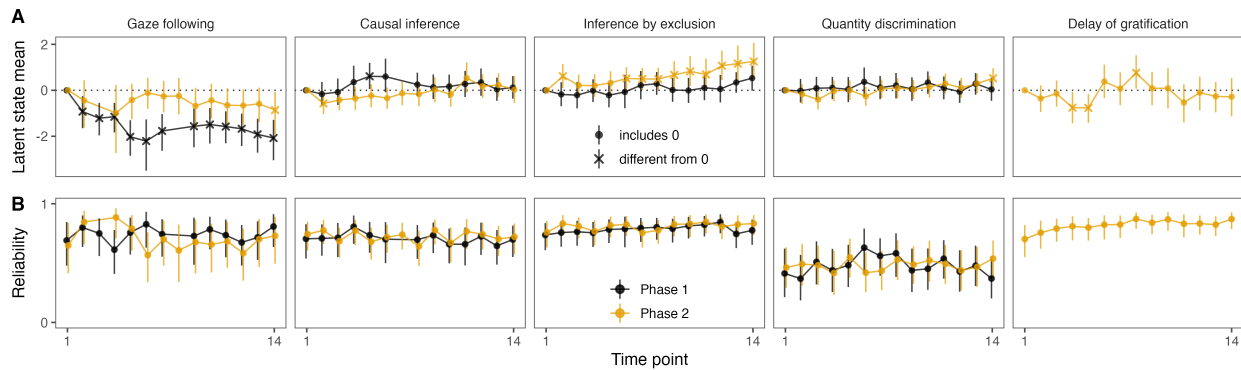 A
Gaze following
Causal inference
Inference by exclusion
Quantity discrimination
Delay of gratification
Latent state mean
2
0
-2
includes 0
different from 0
B
Reliability
1
0
Phase 1
Phase 2
1 14
1 14
1 14
1 14
1 14
Time point